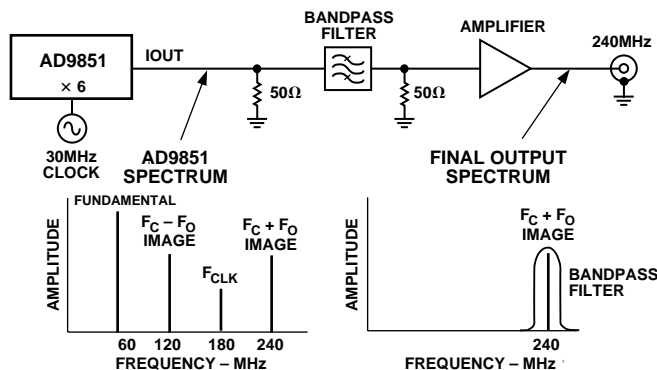 AD9851
× 6
IOUT
30MHz
CLOCK
50Ω
BANDPASS
FILTER
50Ω
AMPLIFIER
240MHz
AD9851
SPECTRUM
FINAL OUTPUT
SPECTRUM
AMPLITUDE
FUNDAMENTAL
FC – FO
IMAGE
FCLK
FC + FO
IMAGE
60 120 180 240
FREQUENCY – MHz
AMPLITUDE
FC + FO
IMAGE
BANDPASS
FILTER
240
FREQUENCY – MHz